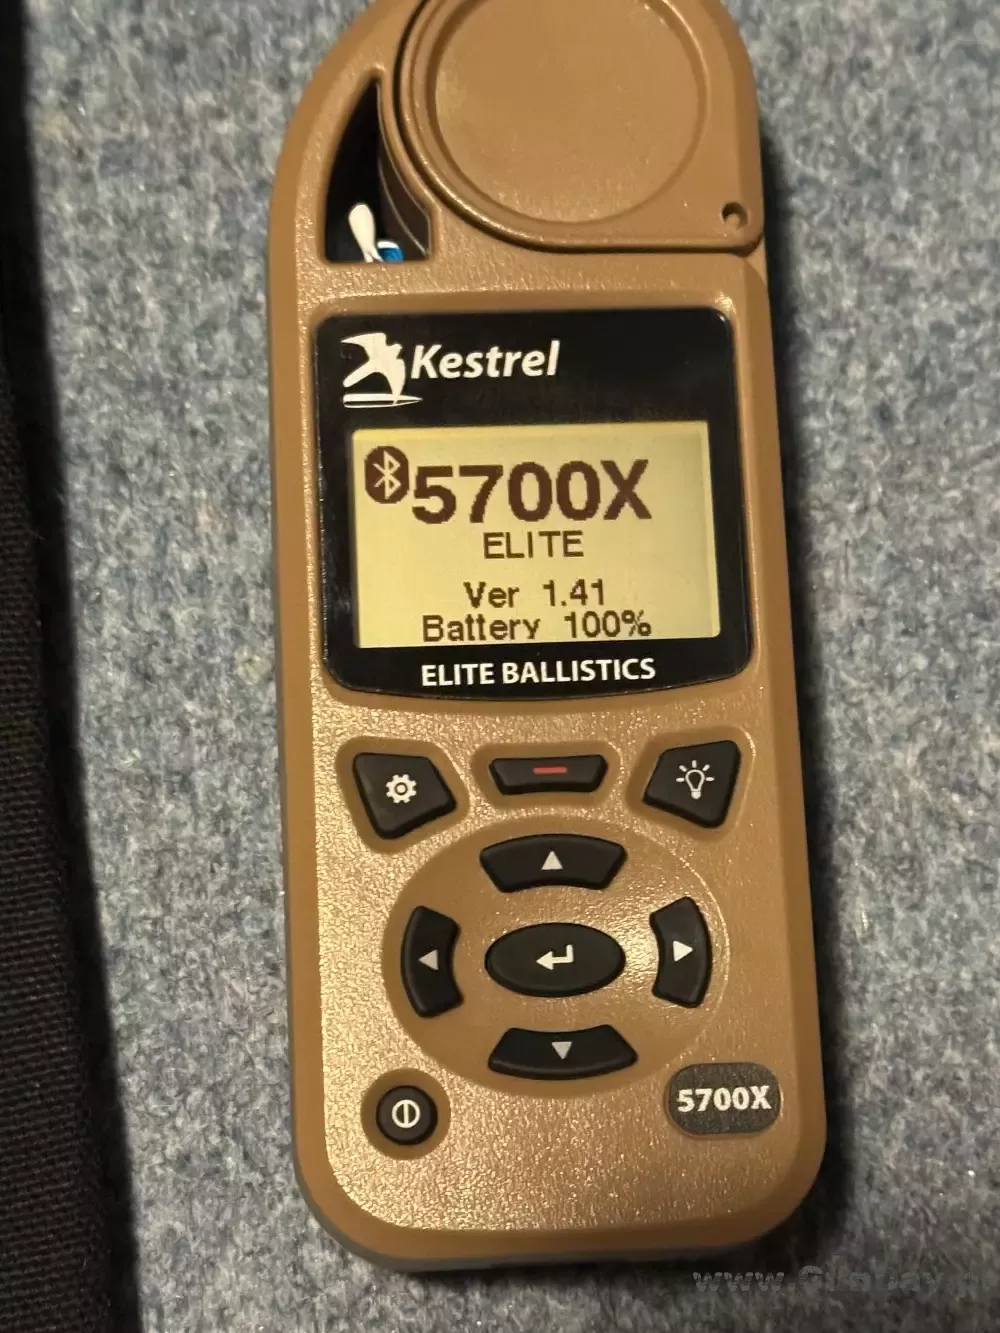 Kestrel
5700X
ELITE
Ver 1.41
Battery 100%
ELITE BALLISTICS
5700X